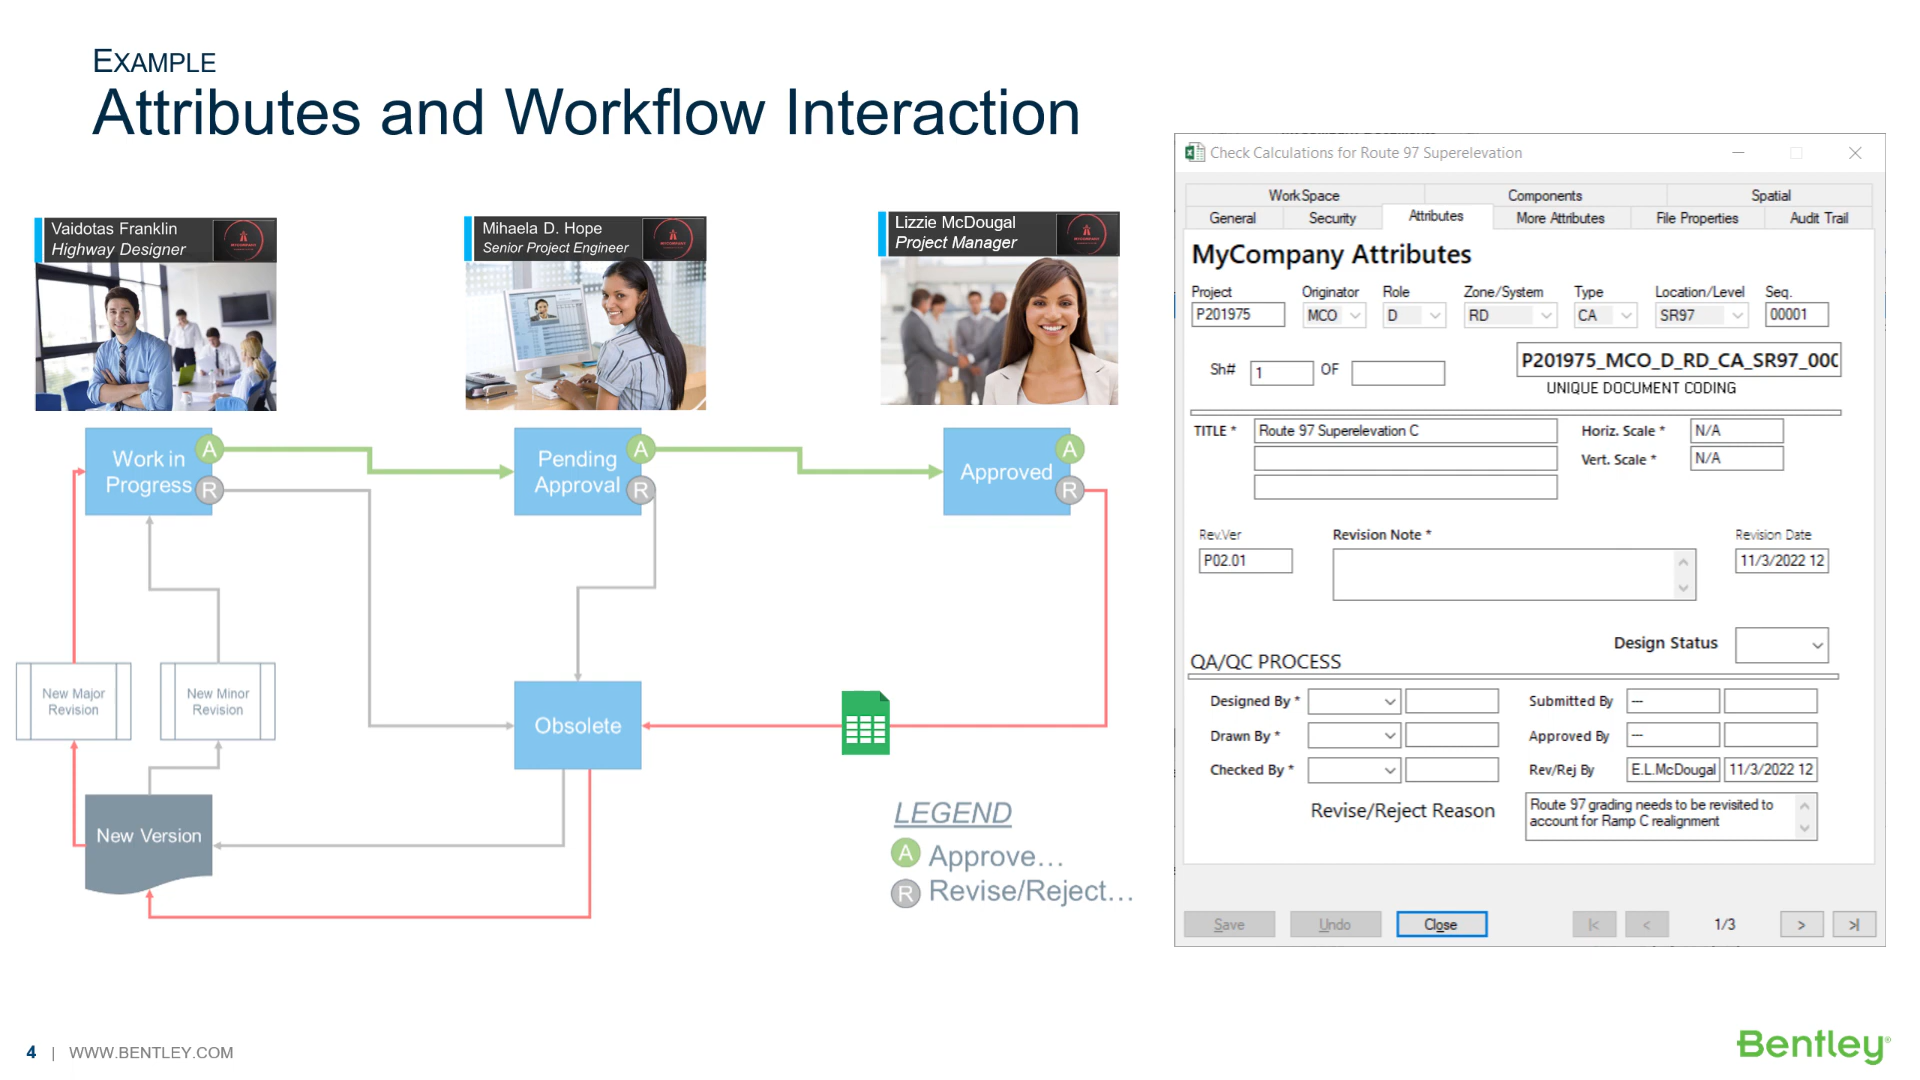 EXAMPLE
Attributes and Workflow Interaction
Vaidotas Franklin
Highway Designer
Mihaela D. Hope
Senior Project Engineer
Lizzie McDougal
Project Manager
Work in
Progress
A
R
Pending
Approval
A
R
Approved
A
R
New Major
Revision
New Minor
Revision
Obsolete
New Version
LEGEND
A Approve…
R Revise/Reject…
Check Calculations for Route 97 Superelevation
WorkSpace Components Spatial
General Security Attributes More Attributes File Properties Audit Trail
MyCompany Attributes
Project Originator Role Zone/System Type Location/Level Seq.
P201975 MCO D RD CA SR97 00001
Sh# 1 OF
P201975_MCO_D_RD_CA_SR97_000
UNIQUE DOCUMENT CODING
TITLE * Route 97 Superelevation C Horiz. Scale * N/A
Vert. Scale * N/A
Rev.Ver Revision Note * Revision Date
P02.01 11/3/2022 12
Design Status
QA/QC PROCESS
Designed By * Submitted By ---
Drawn By * Approved By ---
Checked By * Rev/Rej By E.L.McDougal 11/3/2022 12
Revise/Reject Reason Route 97 grading needs to be revisited to
account for Ramp C realignment
Save Undo Close |< < 1/3 > >|
4 | WWW.BENTLEY.COM
Bentley®